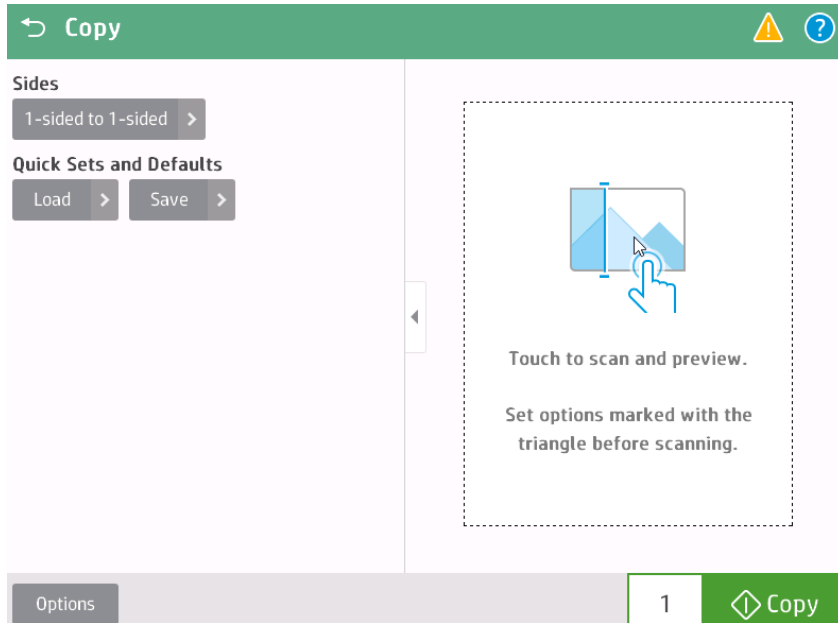 Copy
Sides
1-sided to 1-sided
Quick Sets and Defaults
Load
Save
Touch to scan and preview.
Set options marked with the
triangle before scanning.
Options
1
Copy